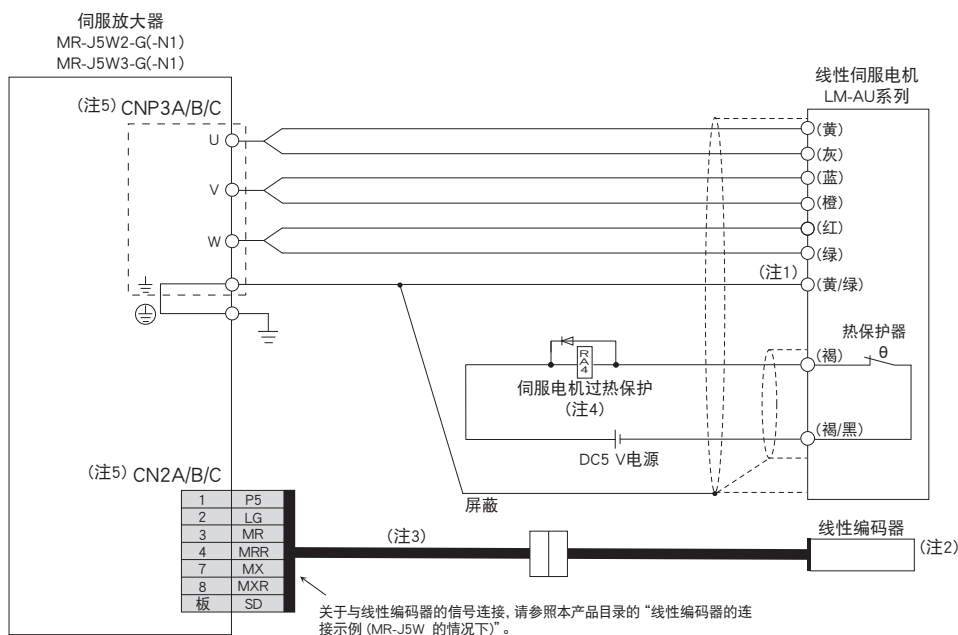 伺服放大器
MR-J5W2-G(-N1)
MR-J5W3-G(-N1)
线性伺服电机
LM-AU系列
(注5) CNP3A/B/C
U
V
W
(黄)
(灰)
(蓝)
(橙)
(红)
(绿)
(注1)
(黄/绿)
热保护器
(褐)
θ
RA4
伺服电机过热保护
(注4)
(褐/黑)
DC5 V电源
(注5) CN2A/B/C
屏蔽
1 P5
2 LG
3 MR
4 MRR
7 MX
8 MXR
板 SD
(注3)
线性编码器
(注2)
关于与线性编码器的信号连接, 请参照本产品目录的 “线性编码器的连
接示例 (MR-J5W 的情况下)”。